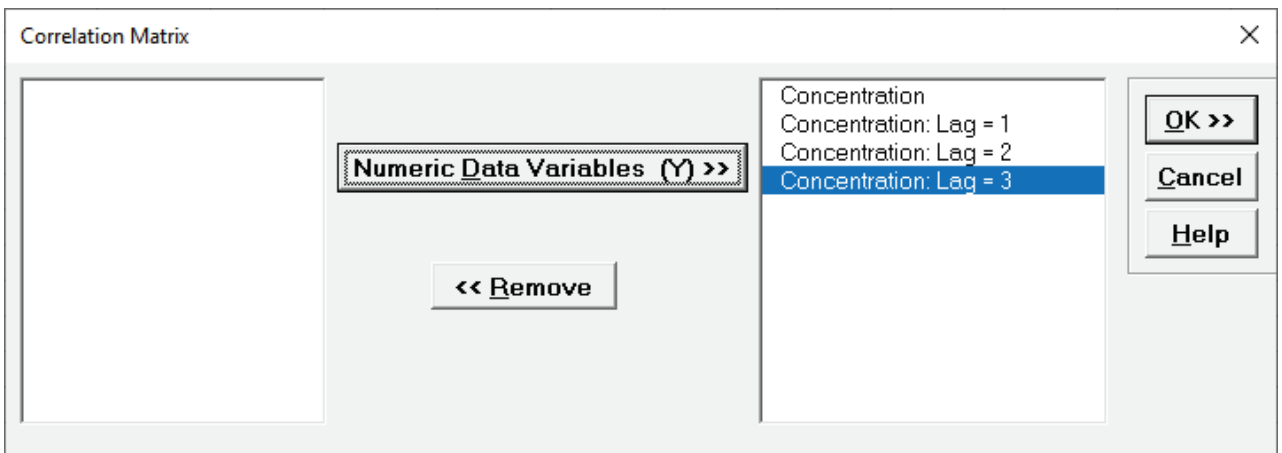 Correlation Matrix
Concentration
Concentration: Lag = 1
Concentration: Lag = 2
Concentration: Lag = 3
Numeric Data Variables (Y) >>
<< Remove
OK >>
Cancel
Help